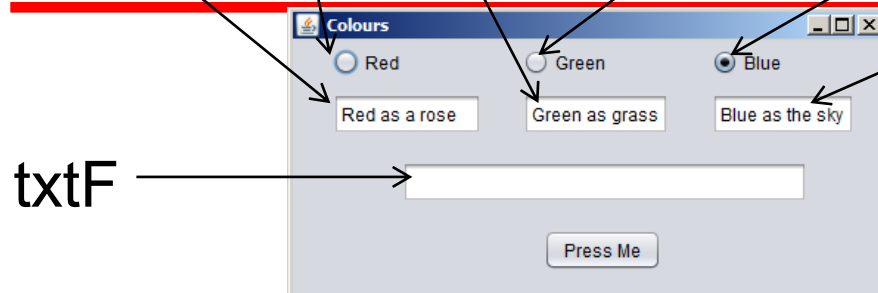 Colours
Red Green Blue
Red as a rose Green as grass Blue as the sky
txtF
Press Me